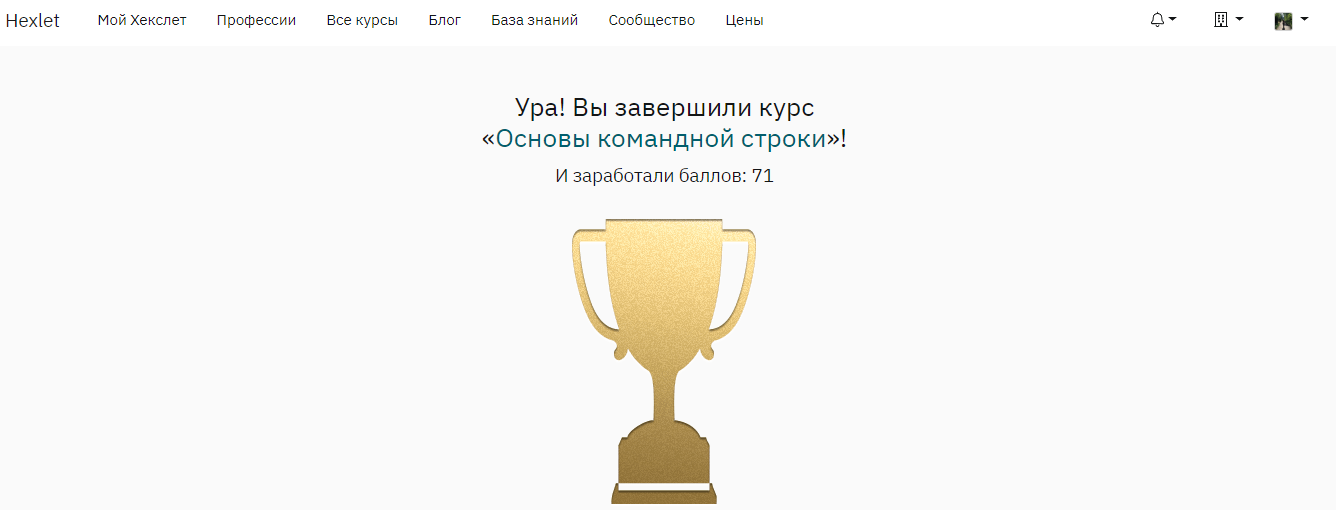 Hexlet Мой Хекслет Профессии Все курсы Блог База знаний Сообщество Цены
Ура! Вы завершили курс
«Основы командной строки»!
И заработали баллов: 71